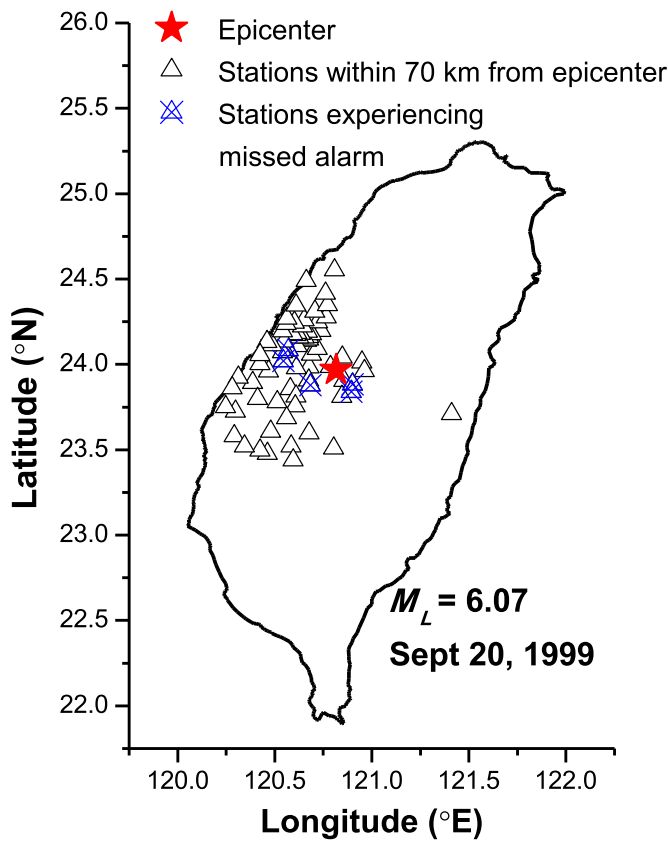 Epicenter
Stations within 70 km from epicenter
Stations experiencing
missed alarm
26.0
25.5
25.0
24.5
24.0
23.5
23.0
22.5
22.0
Latitude (°N)
M_L = 6.07
Sept 20, 1999
120.0 120.5 121.0 121.5 122.0
Longitude (°E)